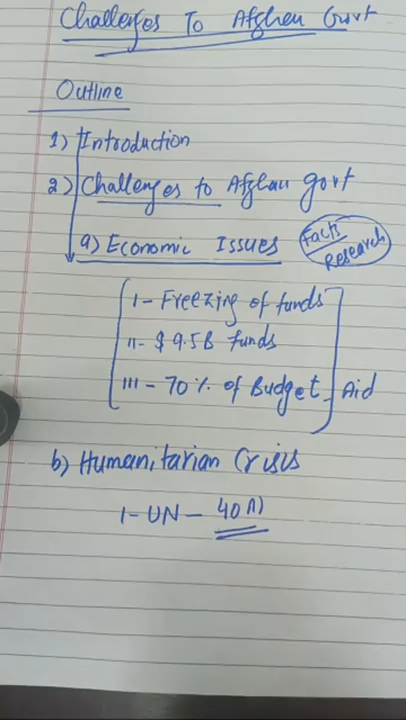 Challenges To Afghan Govt
Outline
1) Introduction
2) Challenges to Afghan govt
a) Economic Issues
Facts
Research
I- Freezing of funds
II- $ 9.5B funds
III- 70% of Budget Aid
b) Humanitarian Crisis
I- UN - 40M